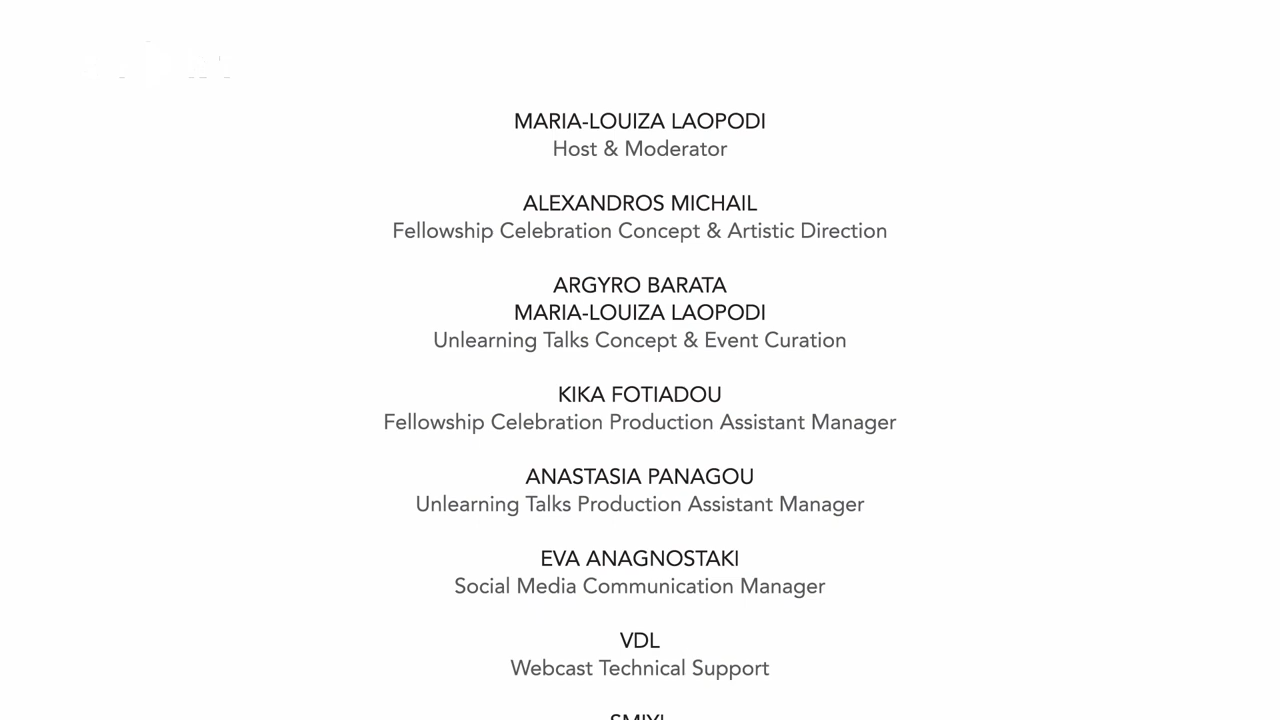 MARIA-LOUIZA LAOPODI
Host & Moderator
ALEXANDROS MICHAIL
Fellowship Celebration Concept & Artistic Direction
ARGYRO BARATA
MARIA-LOUIZA LAOPODI
Unlearning Talks Concept & Event Curation
KIKA FOTIADOU
Fellowship Celebration Production Assistant Manager
ANASTASIA PANAGOU
Unlearning Talks Production Assistant Manager
EVA ANAGNOSTAKI
Social Media Communication Manager
VDL
Webcast Technical Support